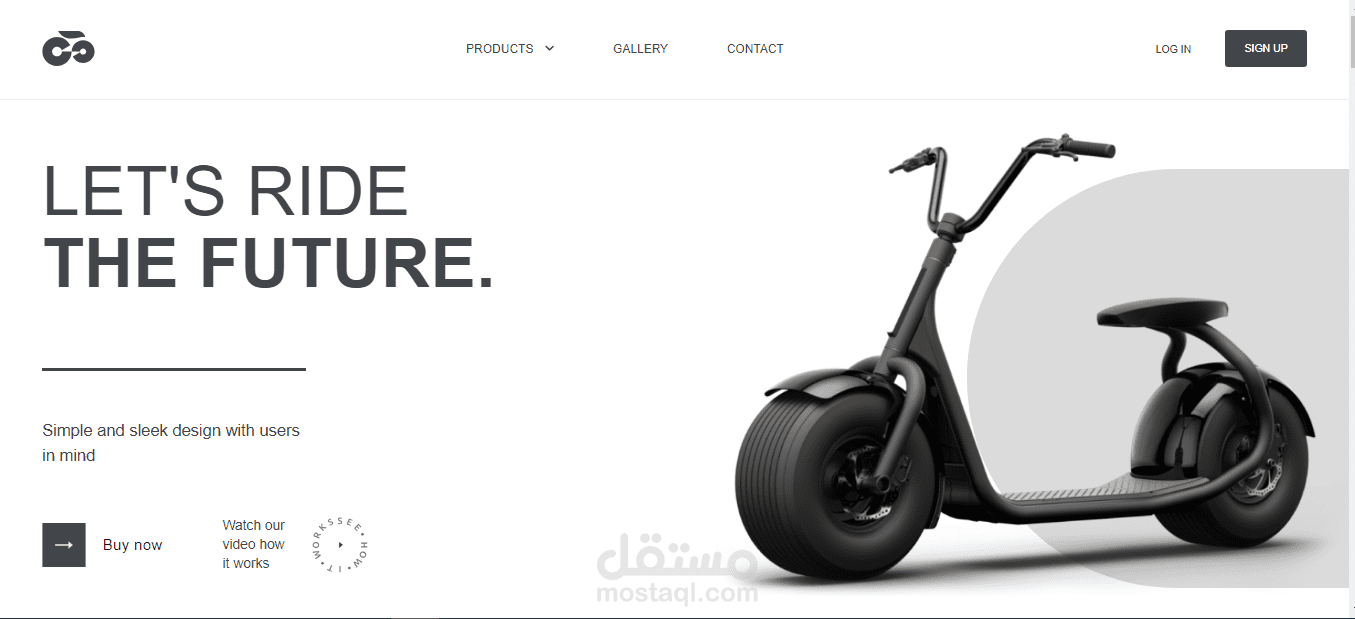 PRODUCTS
GALLERY
CONTACT
LOG IN
SIGN UP
LET'S RIDE
THE FUTURE.
Simple and sleek design with users
in mind
Buy now
Watch our
video how
it works
SEE • HOW • IT • WORKS
مستقل
mostaql.com